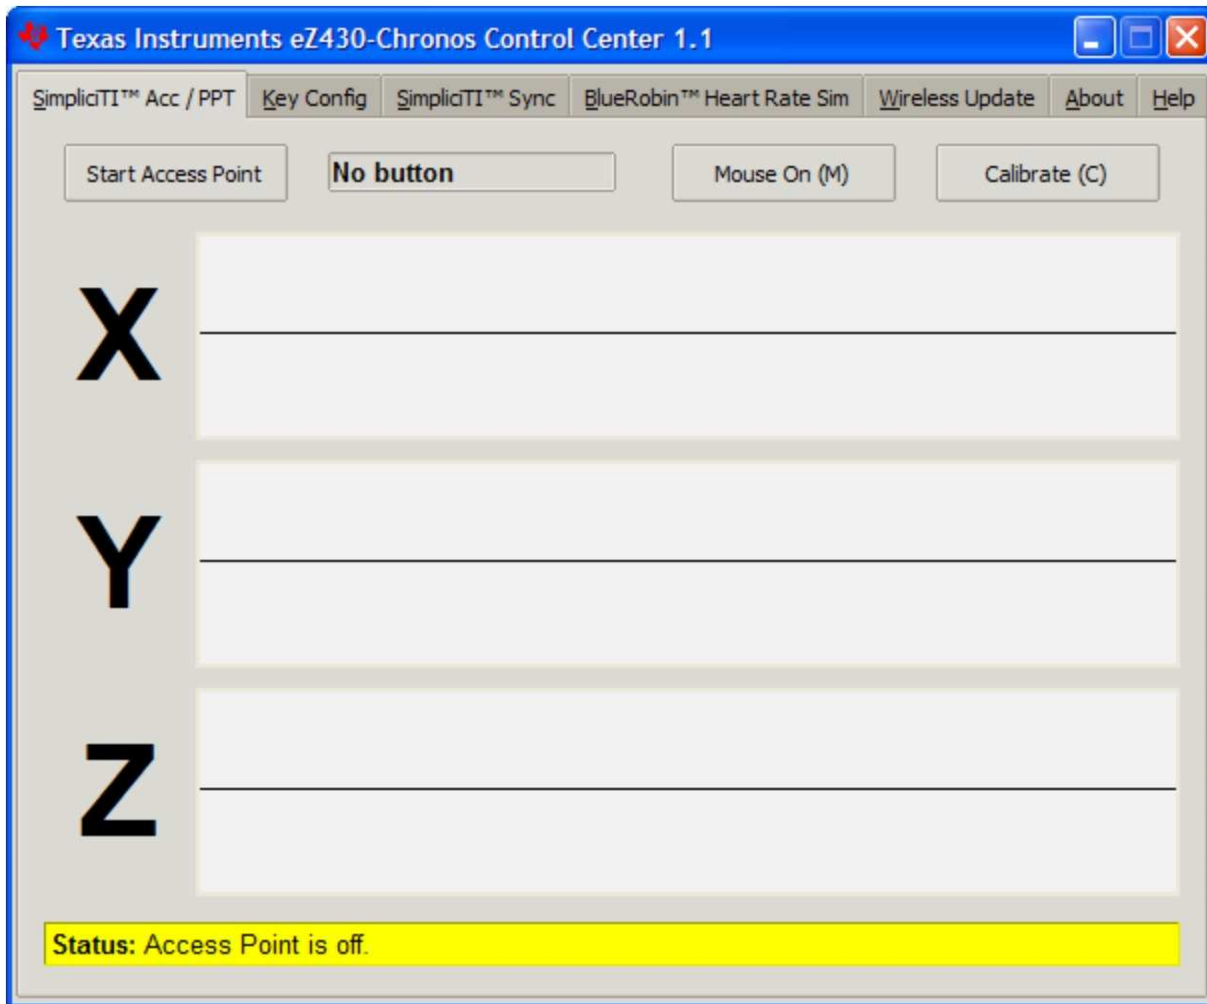 Texas Instruments eZ430-Chronos Control Center 1.1
SimpliciTI™ Acc / PPT Key Config SimpliciTI™ Sync BlueRobin™ Heart Rate Sim Wireless Update About Help
Start Access Point No button Mouse On (M) Calibrate (C)
X
Y
Z
Status: Access Point is off.